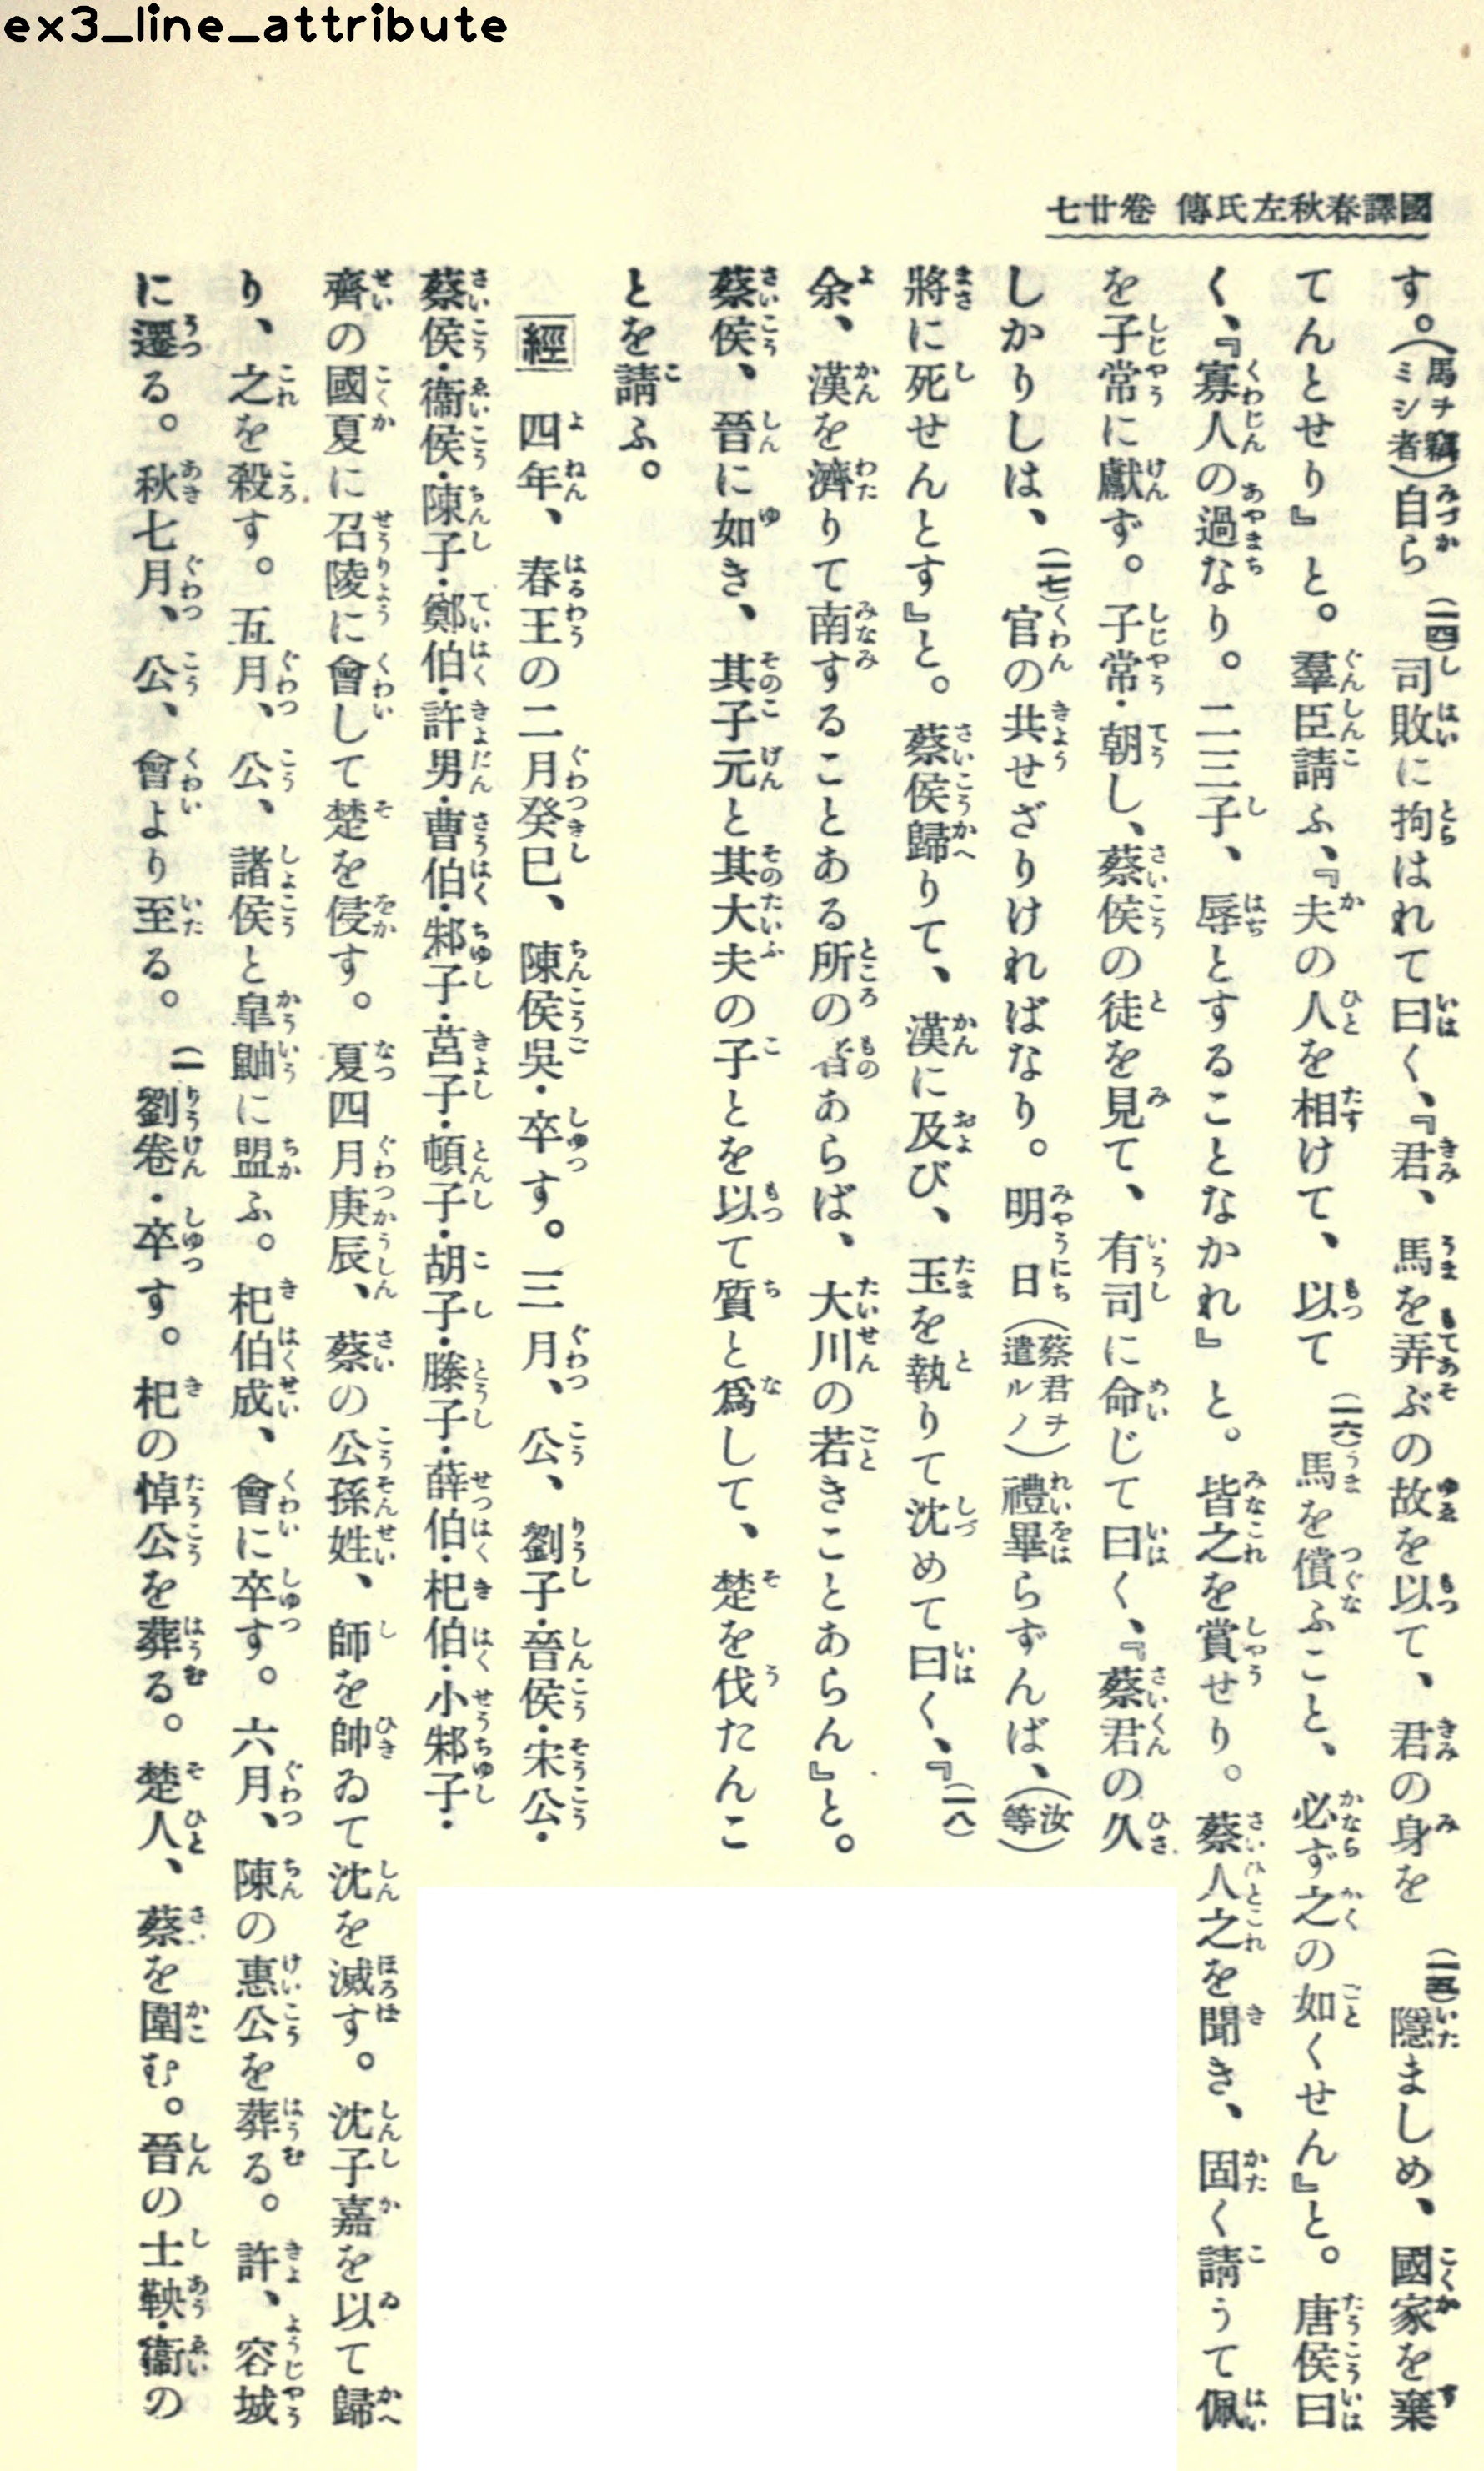 ex3_line_attribute
國譯春秋左氏傳 卷廿七
す。(馬ヲ竊ミシ者)自ら(一四)司敗に拘はれて曰く、『君、馬を弄ぶの故を以て、君の身を(一五)隱ましめ、國家を棄
てんとせり』と。羣臣請ふ、『夫の人を相けて、以て(一六)馬を償ふこと、必ず之の如くせん』と。唐侯曰
く、『寡人の過なり。二三子、辱とすることなかれ』と。皆之を賞せり。蔡人之を聞き、固く請うて佩
を子常に獻ず。子常・朝し、蔡侯の徒を見て、有司に命じて曰く、『蔡君の久
しかりしは、(一七)官の共せざりければなり。明日(蔡君ヲ遣ルノ)禮畢らずんば、(汝等)
將に死せんとす』と。蔡侯歸りて、漢に及び、玉を執りて沈めて曰く、『(一八)
余、漢を濟りて南することある所の者あらば、大川の若きことあらん』と。
蔡侯、晉に如き、其子元と其大夫の子とを以て質と爲して、楚を伐たんこ
とを請ふ。
經 四年、春王の二月癸巳、陳侯吳・卒す。三月、公、劉子・晉侯・宋公・
蔡侯・衞侯・陳子・鄭伯・許男・曹伯・邾子・莒子・頓子・胡子・滕子・薛伯・杞伯・小邾子・
齊の國夏に召陵に會して楚を侵す。夏四月庚辰、蔡の公孫姓、師を帥ゐて沈を滅す。沈子嘉を以て歸
り、之を殺す。五月、公、諸侯と皐鼬に盟ふ。杞伯成、會に卒す。六月、陳の惠公を葬る。許、容城
に遷る。秋七月、公、會より至る。(一劉卷・卒す。杞の悼公を葬る。楚人、蔡を圍む。晉の士鞅・衞の